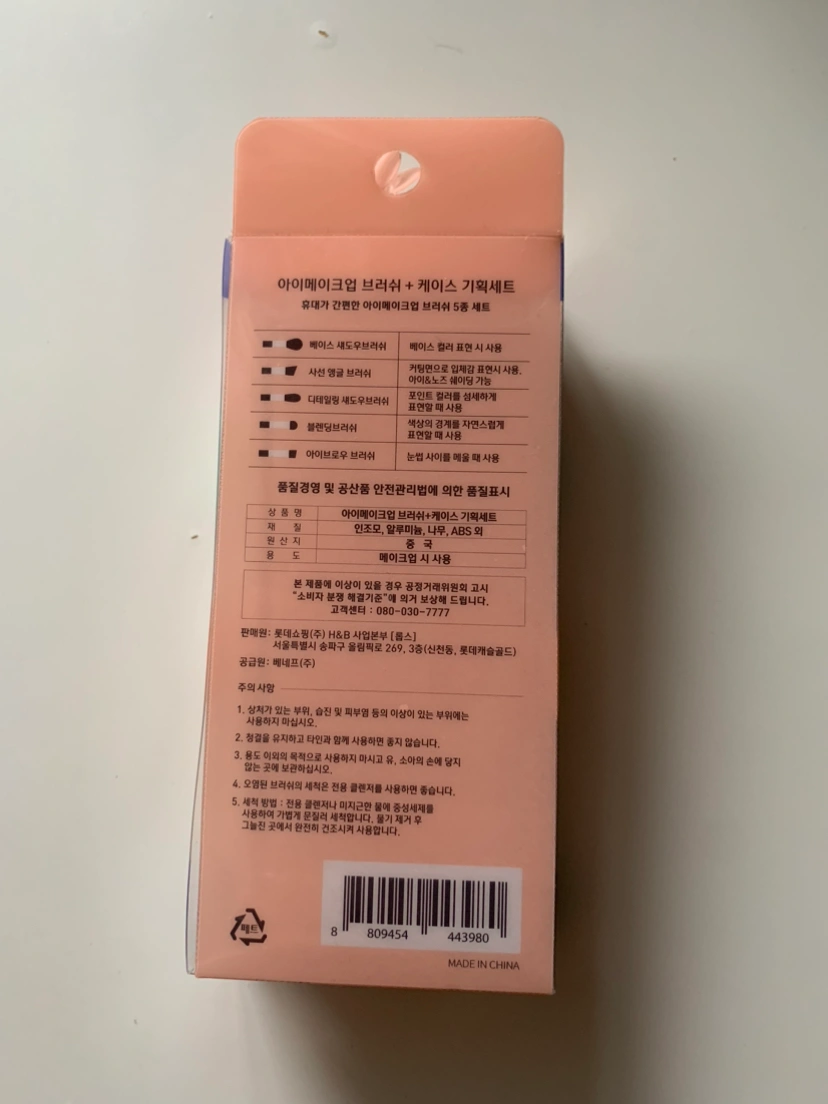 아이메이크업 브러쉬 + 케이스 기획세트
휴대가 간편한 아이메이크업 브러쉬 5종 세트
베이스 섀도우브러쉬 베이스 컬러 표현 시 사용
사선 앵글 브러쉬 커팅면으로 입체감 표현시 사용.
아이&노즈 쉐이딩 가능
디테일링 섀도우브러쉬 포인트 컬러를 섬세하게
표현할 때 사용
블렌딩브러쉬 색상의 경계를 자연스럽게
표현할 때 사용
아이브로우 브러쉬 눈썹 사이를 메울 때 사용
품질경영 및 공산품 안전관리법에 의한 품질표시
상 품 명 아이메이크업 브러쉬+케이스 기획세트
재 질 인조모, 알루미늄, 나무, ABS 외
원 산 지 중 국
용 도 메이크업 시 사용
본 제품에 이상이 있을 경우 공정거래위원회 고시
"소비자 분쟁 해결기준"에 의거 보상해 드립니다.
고객센터 : 080-030-7777
판매원: 롯데쇼핑(주) H&B 사업본부 [롭스]
서울특별시 송파구 올림픽로 269, 3층(신천동, 롯데캐슬골드)
공급원: 베네프(주)
주의사항
1. 상처가 있는 부위, 습진 및 피부염 등의 이상이 있는 부위에는
사용하지 마십시오.
2. 청결을 유지하고 타인과 함께 사용하면 좋지 않습니다.
3. 용도 이외의 목적으로 사용하지 마시고 유, 소아의 손에 닿지
않는 곳에 보관하십시오.
4. 오염된 브러쉬의 세척은 전용 클렌저를 사용하면 좋습니다.
5. 세척 방법 : 전용 클렌저나 미지근한 물에 중성세제를
사용하여 가볍게 문질러 세척합니다. 물기 제거 후
그늘진 곳에서 완전히 건조시켜 사용합니다.
페트
8 809454 443980
MADE IN CHINA